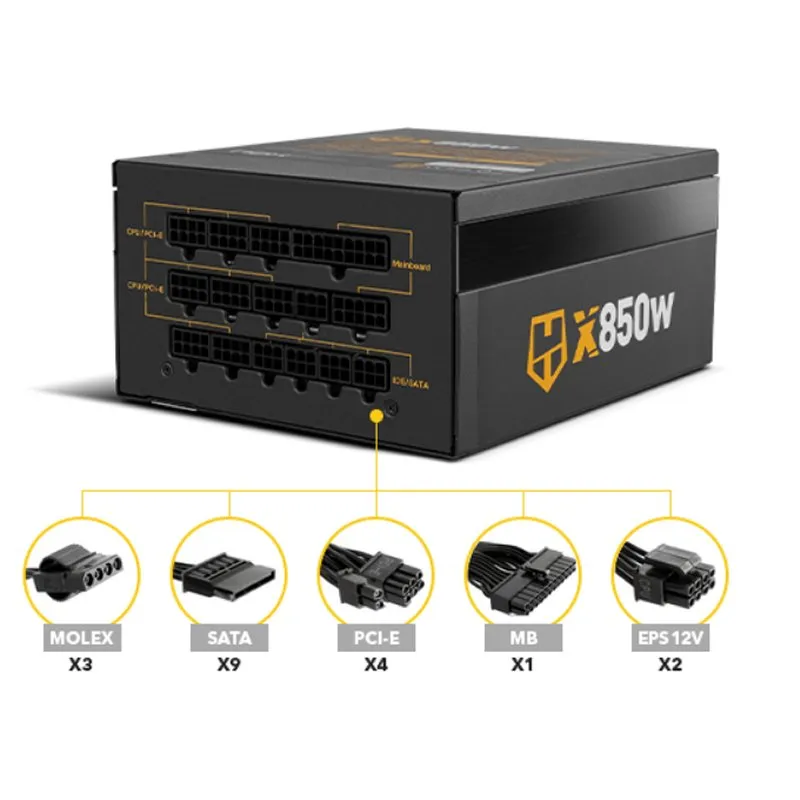 X850W
CPU/PCI-E
Mainboard
CPU/PCI-E
IDE/SATA
X850W
MOLEX
SATA
PCI-E
MB
EPS 12V
X3
X9
X4
X1
X2